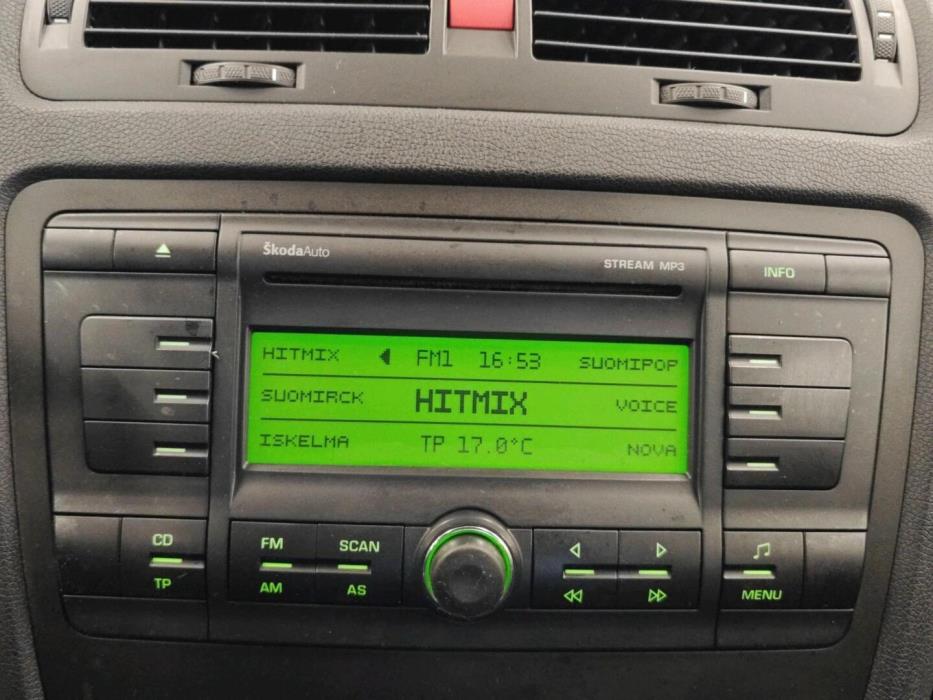 ŠkodaAuto
STREAM MP3
INFO
HITMIX FM1 16:53 SUOMIPOP
SUOMIRCK HITMIX VOICE
ISKELMA TP 17.0°C NOVA
CD
TP
FM
AM
SCAN
AS
MENU